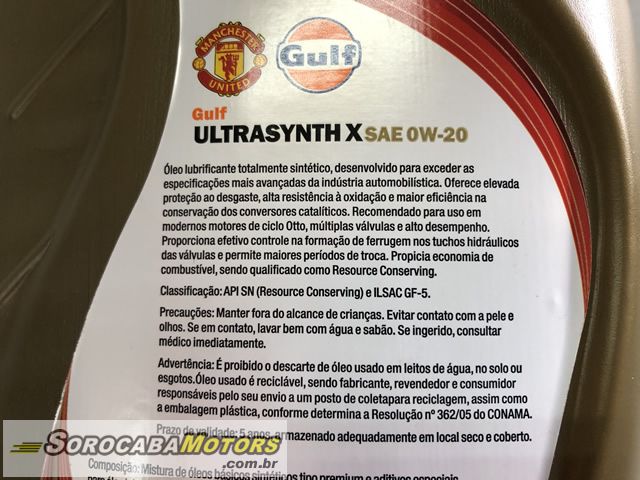 MANCHESTER
UNITED
Gulf
Gulf
ULTRASYNTH X SAE 0W-20
Óleo lubrificante totalmente sintético, desenvolvido para exceder as
especificações mais avançadas da indústria automobilística. Oferece elevada
proteção ao desgaste, alta resistência à oxidação e maior eficiência na
conservação dos conversores catalíticos. Recomendado para uso em
modernos motores de ciclo Otto, múltiplas válvulas e alto desempenho.
Proporciona efetivo controle na formação de ferrugem nos tuchos hidráulicos
das válvulas e permite maiores períodos de troca. Propicia economia de
combustível, sendo qualificado como Resource Conserving.
Classificação: API SN (Resource Conserving) e ILSAC GF-5.
Precauções: Manter fora do alcance de crianças. Evitar contato com a pele e
olhos. Se em contato, lavar bem com água e sabão. Se ingerido, consultar
médico imediatamente.
Advertência: É proibido o descarte de óleo usado em leitos de água, no solo ou
esgotos.Óleo usado é reciclável, sendo fabricante, revendedor e consumidor
responsáveis pelo seu envio a um posto de coletapara reciclagem, assim como
a embalagem plástica, conforme determina a Resolução nº 362/05 do CONAMA.
Prazo de validade: 5 anos, armazenado adequadamente em local seco e coberto.
SOROCABAMOTORS
.com.br
Composição: Mistura de óleos básicos sintéticos tipo premium e aditivos especiais